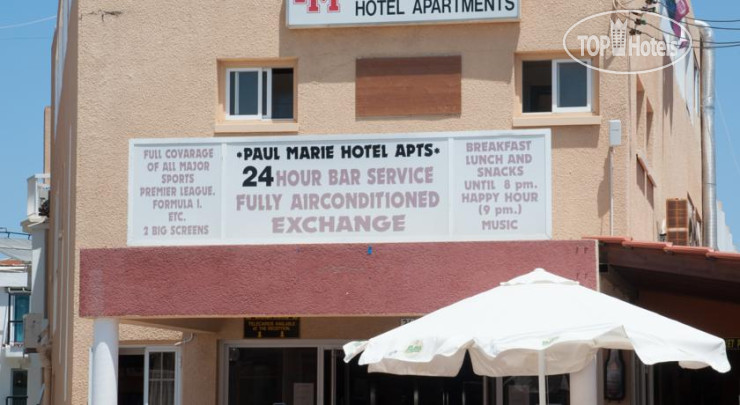 HOTEL APARTMENTS
TOP Hotels
FULL COVARAGE
OF ALL MAJOR
SPORTS
PREMIER LEAGUE.
FORMULA I.
ETC.
2 BIG SCREENS
•PAUL MARIE HOTEL APTS•
24 HOUR BAR SERVICE
FULLY AIRCONDITIONED
EXCHANGE
BREAKFAST
LUNCH AND
SNACKS
UNTIL 8 pm.
HAPPY HOUR
(9 pm.)
MUSIC